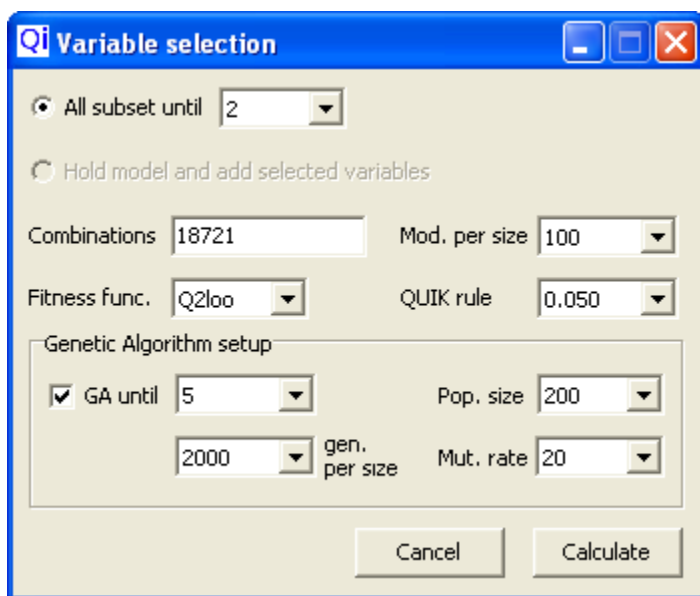 Qi Variable selection
All subset until 2
Hold model and add selected variables
Combinations 18721 Mod. per size 100
Fitness func. Q2loo QUIK rule 0.050
Genetic Algorithm setup
GA until 5 Pop. size 200
2000 gen. per size Mut. rate 20
Cancel Calculate